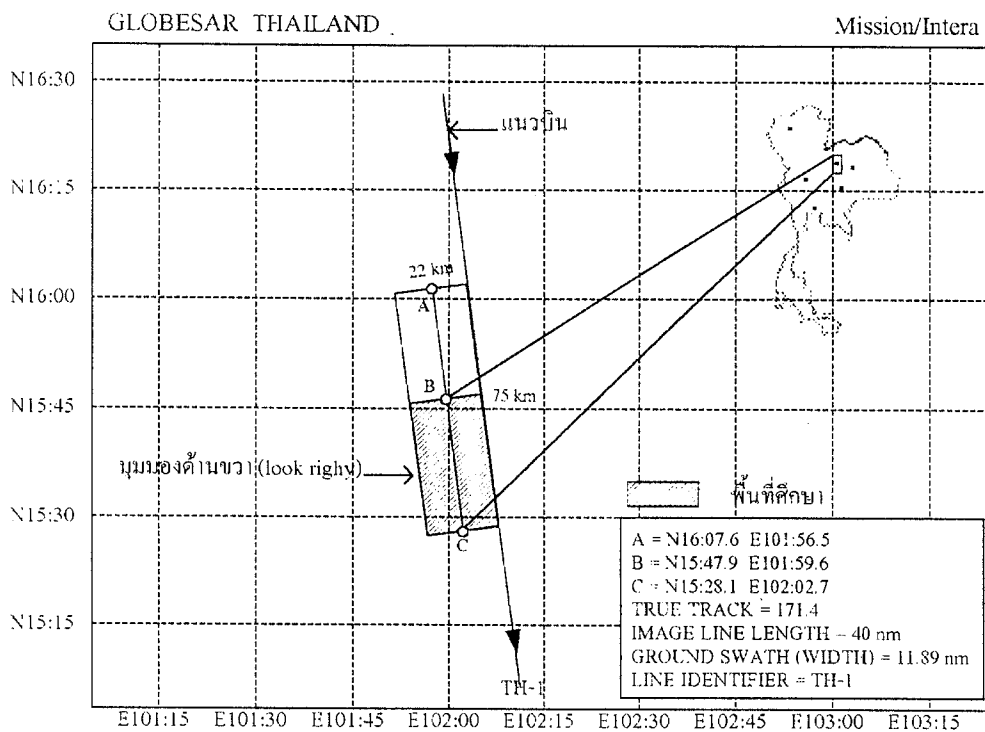 GLOBESAR THAILAND
Mission/Intera
N16:30
แนวบิน
N16:15
22 km
N16:00
A
B
75 km
N15:45
มุมมองด้านขวา (look righy)
พื้นที่ศึกษา
N15:30
C
A = N16:07.6 E101:56.5
B = N15:47.9 E101:59.6
C = N15:28.1 E102:02.7
TRUE TRACK = 171.4
IMAGE LINE LENGTH = 40 nm
GROUND SWATH (WIDTH) = 11.89 nm
LINE IDENTIFIER = TH-1
N15:15
TH-1
E101:15 E101:30 E101:45 E102:00 E102:15 E102:30 E102:45 E103:00 E103:15